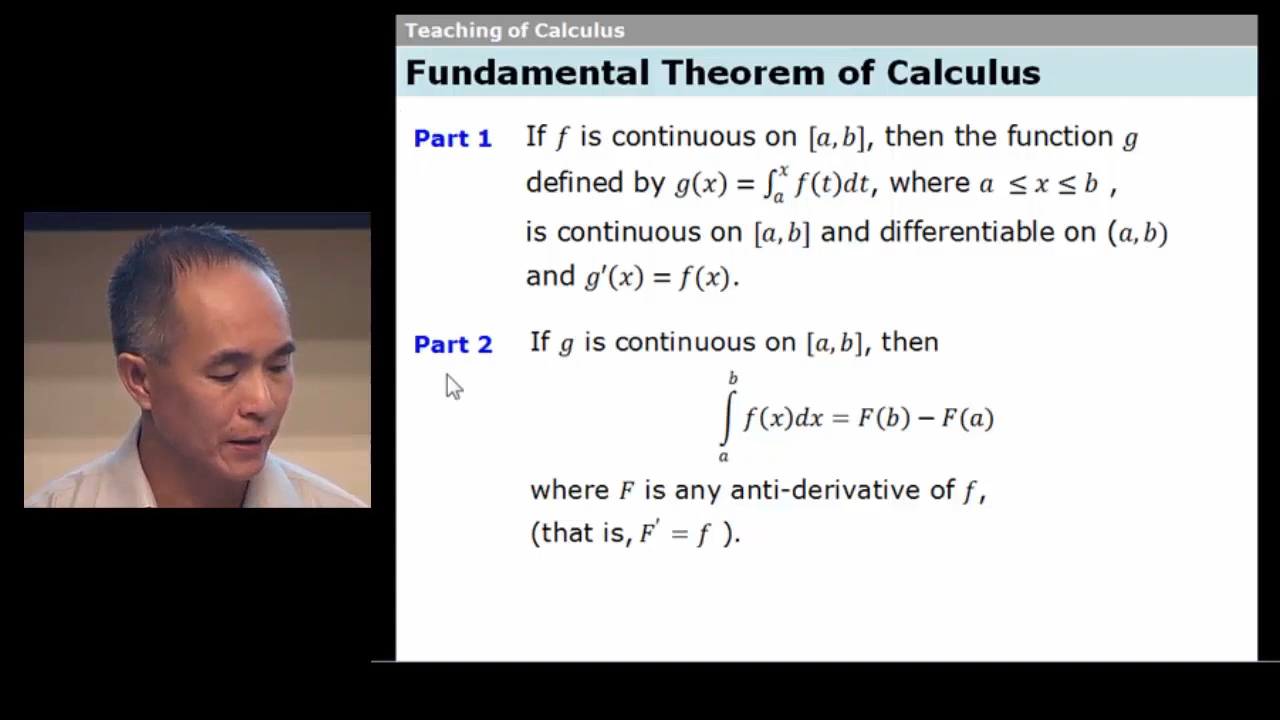 Teaching of Calculus
Fundamental Theorem of Calculus
Part 1 If f is continuous on [a, b], then the function g
defined by g(x) = ∫ₐˣ f(t)dt, where a ≤ x ≤ b ,
is continuous on [a, b] and differentiable on (a, b)
and g′(x) = f(x).
Part 2 If g is continuous on [a, b], then
∫ₐᵇ f(x)dx = F(b) − F(a)
where F is any anti-derivative of f,
(that is, F′ = f ).